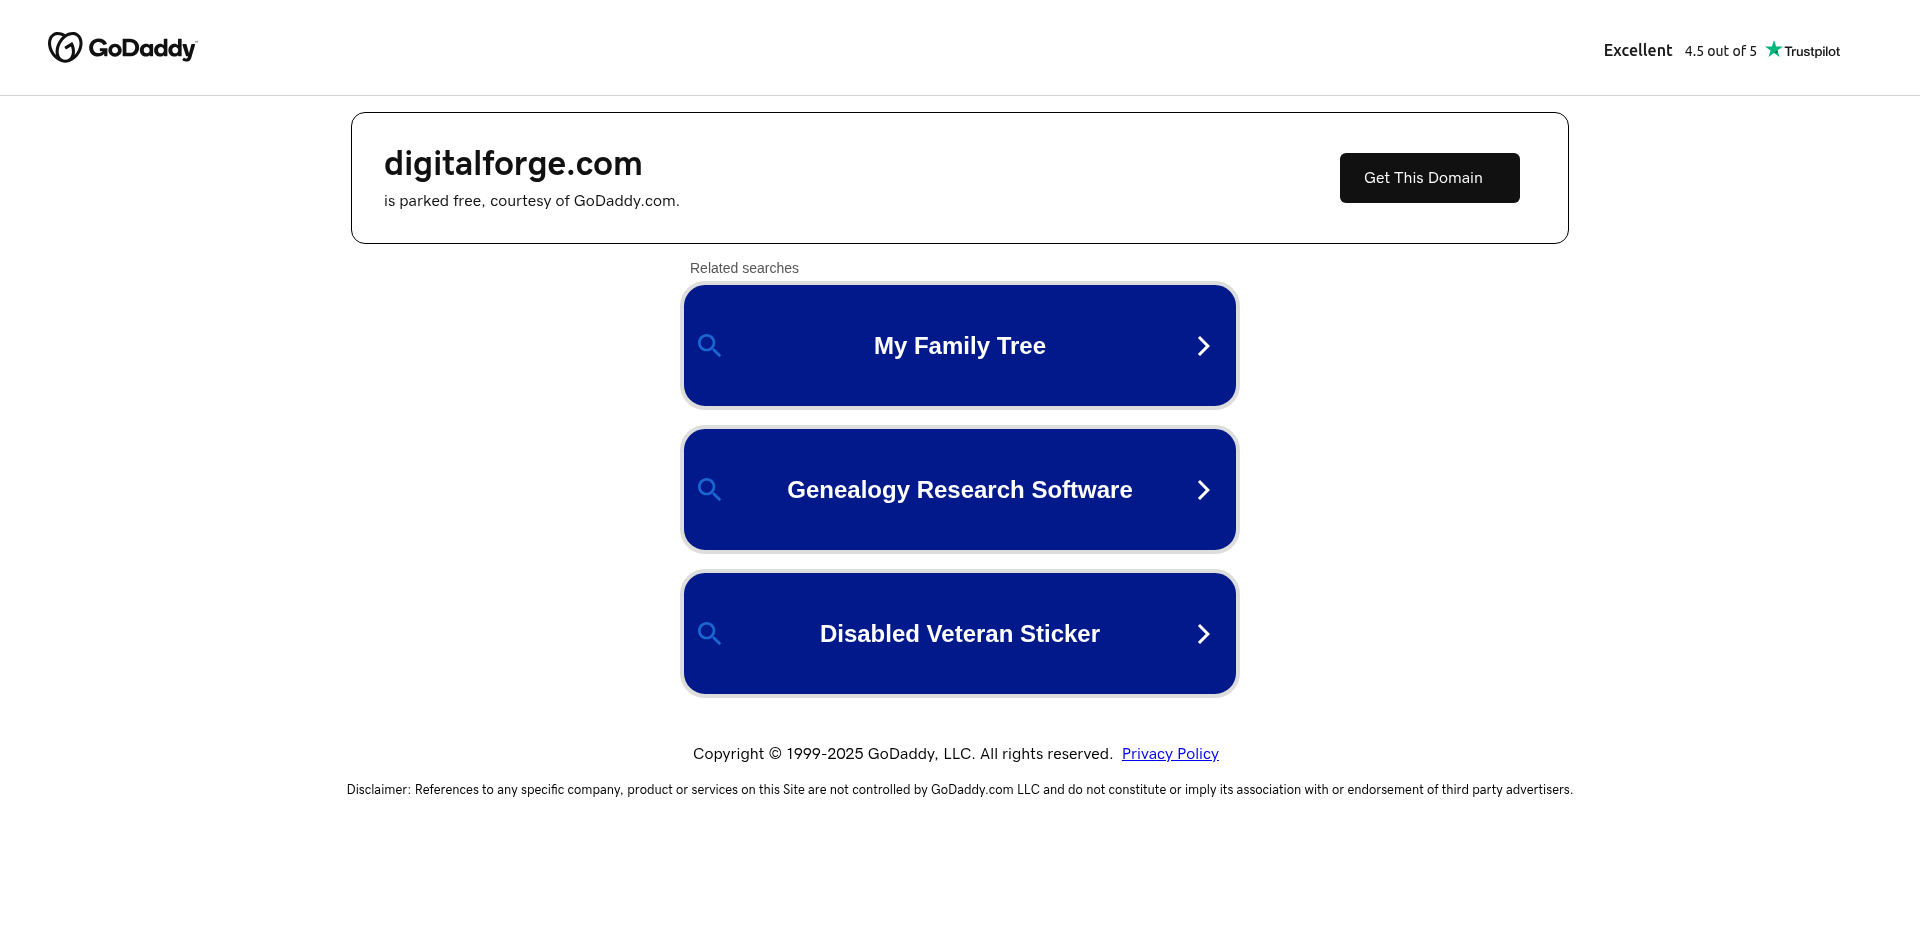 GoDaddy
Excellent 4.5 out of 5 Trustpilot
digitalforge.com
is parked free, courtesy of GoDaddy.com.
Get This Domain
Related searches
My Family Tree
Genealogy Research Software
Disabled Veteran Sticker
Copyright © 1999-2025 GoDaddy, LLC. All rights reserved. Privacy Policy
Disclaimer: References to any specific company, product or services on this Site are not controlled by GoDaddy.com LLC and do not constitute or imply its association with or endorsement of third party advertisers.